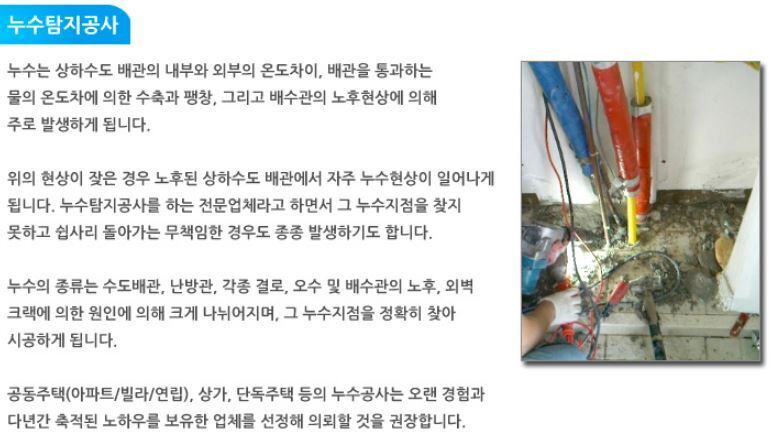 누수탐지공사
누수는 상하수도 배관의 내부와 외부의 온도차이, 배관을 통과하는
물의 온도차에 의한 수축과 팽창, 그리고 배수관의 노후현상에 의해
주로 발생하게 됩니다.
위의 현상이 잦은 경우 노후된 상하수도 배관에서 자주 누수현상이 일어나게
됩니다. 누수탐지공사를 하는 전문업체라고 하면서 그 누수지점을 찾지
못하고 쉽사리 돌아가는 무책임한 경우도 종종 발생하기도 합니다.
누수의 종류는 수도배관, 난방관, 각종 결로, 오수 및 배수관의 노후, 외벽
크랙에 의한 원인에 의해 크게 나뉘어지며, 그 누수지점을 정확히 찾아
시공하게 됩니다.
공동주택(아파트/빌라/연립), 상가, 단독주택 등의 누수공사는 오랜 경험과
다년간 축적된 노하우를 보유한 업체를 선정해 의뢰할 것을 권장합니다.